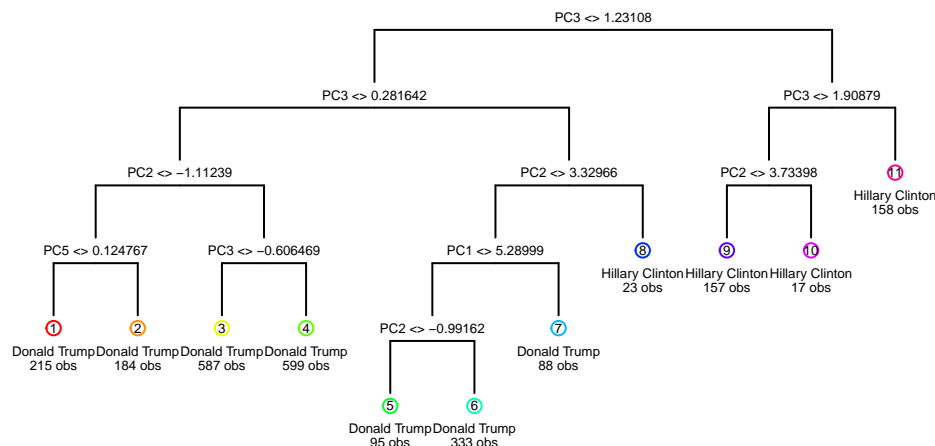 PC3 <> 1.23108
PC3 <> 0.281642
PC3 <> 1.90879
PC2 <> −1.11239
PC2 <> 3.32966
PC2 <> 3.73398
11
Hillary Clinton
158 obs
PC5 <> 0.124767
PC3 <> −0.606469
PC1 <> 5.28999
8
Hillary Clinton
23 obs
9
Hillary Clinton
157 obs
10
Hillary Clinton
17 obs
1
Donald Trump
215 obs
2
Donald Trump
184 obs
3
Donald Trump
587 obs
4
Donald Trump
599 obs
PC2 <> −0.99162
7
Donald Trump
88 obs
5
Donald Trump
95 obs
6
Donald Trump
333 obs